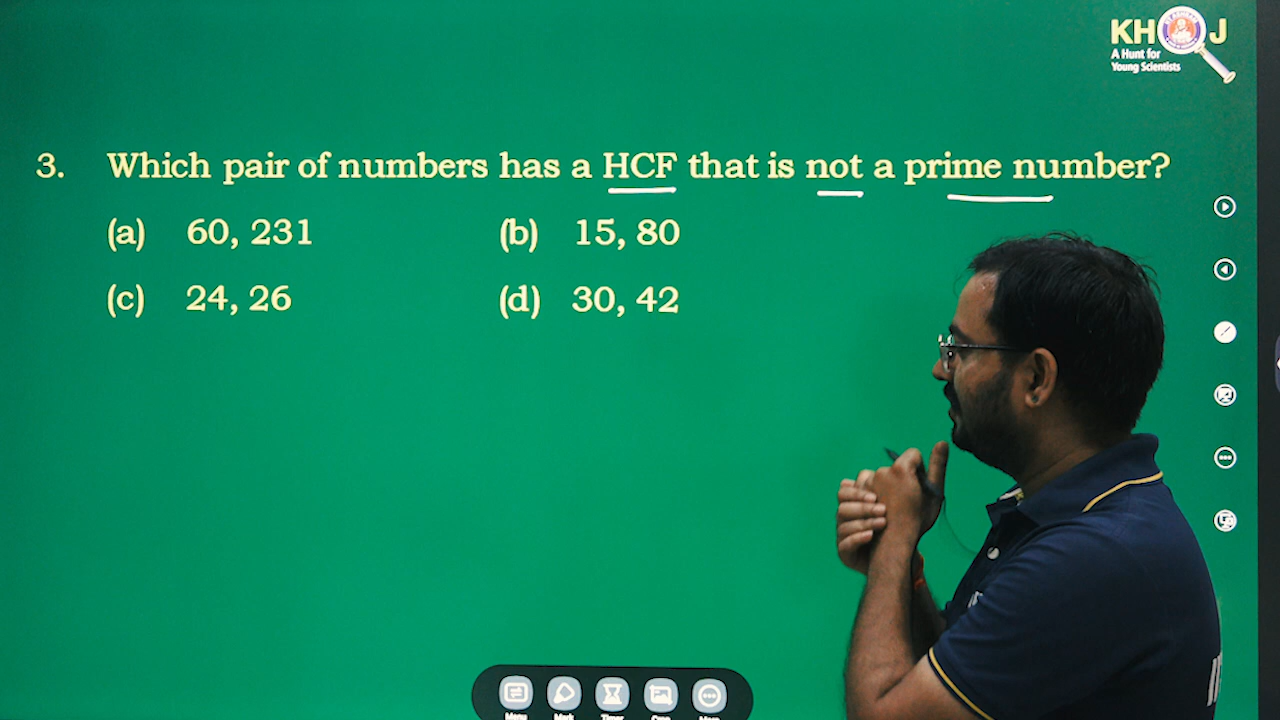 KH J
A Hunt for
Young Scientists
3. Which pair of numbers has a HCF that is not a prime number?
(a) 60, 231 (b) 15, 80
(c) 24, 26 (d) 30, 42